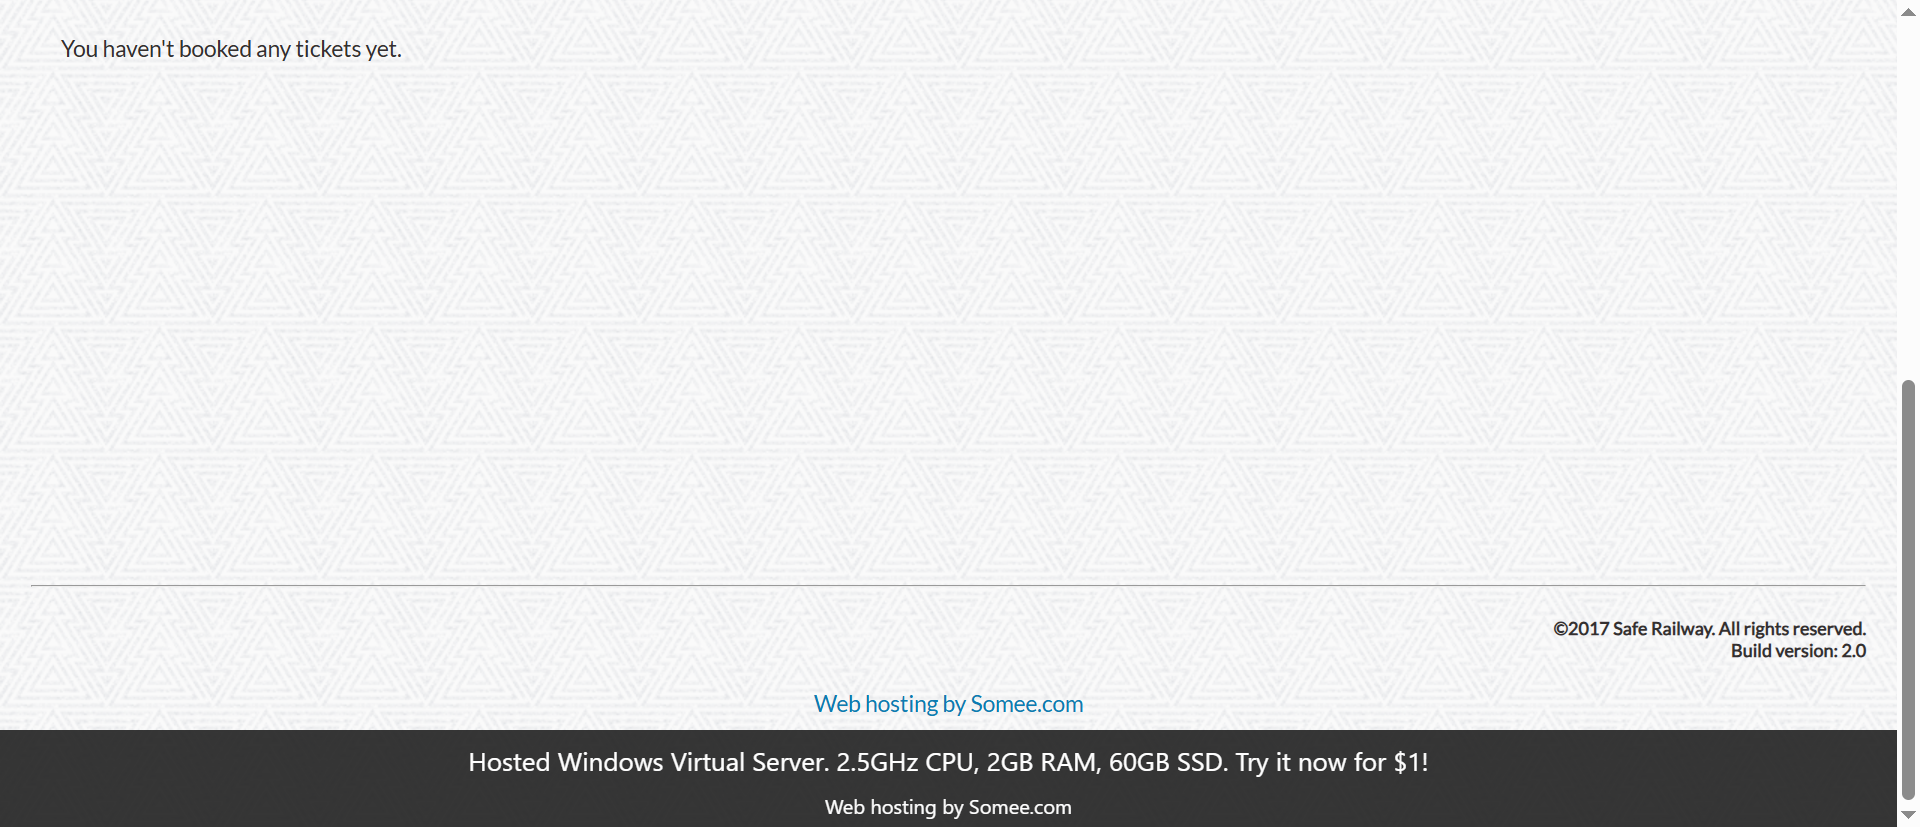 You haven't booked any tickets yet.
©2017 Safe Railway. All rights reserved.
Build version: 2.0
Web hosting by Somee.com
Hosted Windows Virtual Server. 2.5GHz CPU, 2GB RAM, 60GB SSD. Try it now for $1!
Web hosting by Somee.com